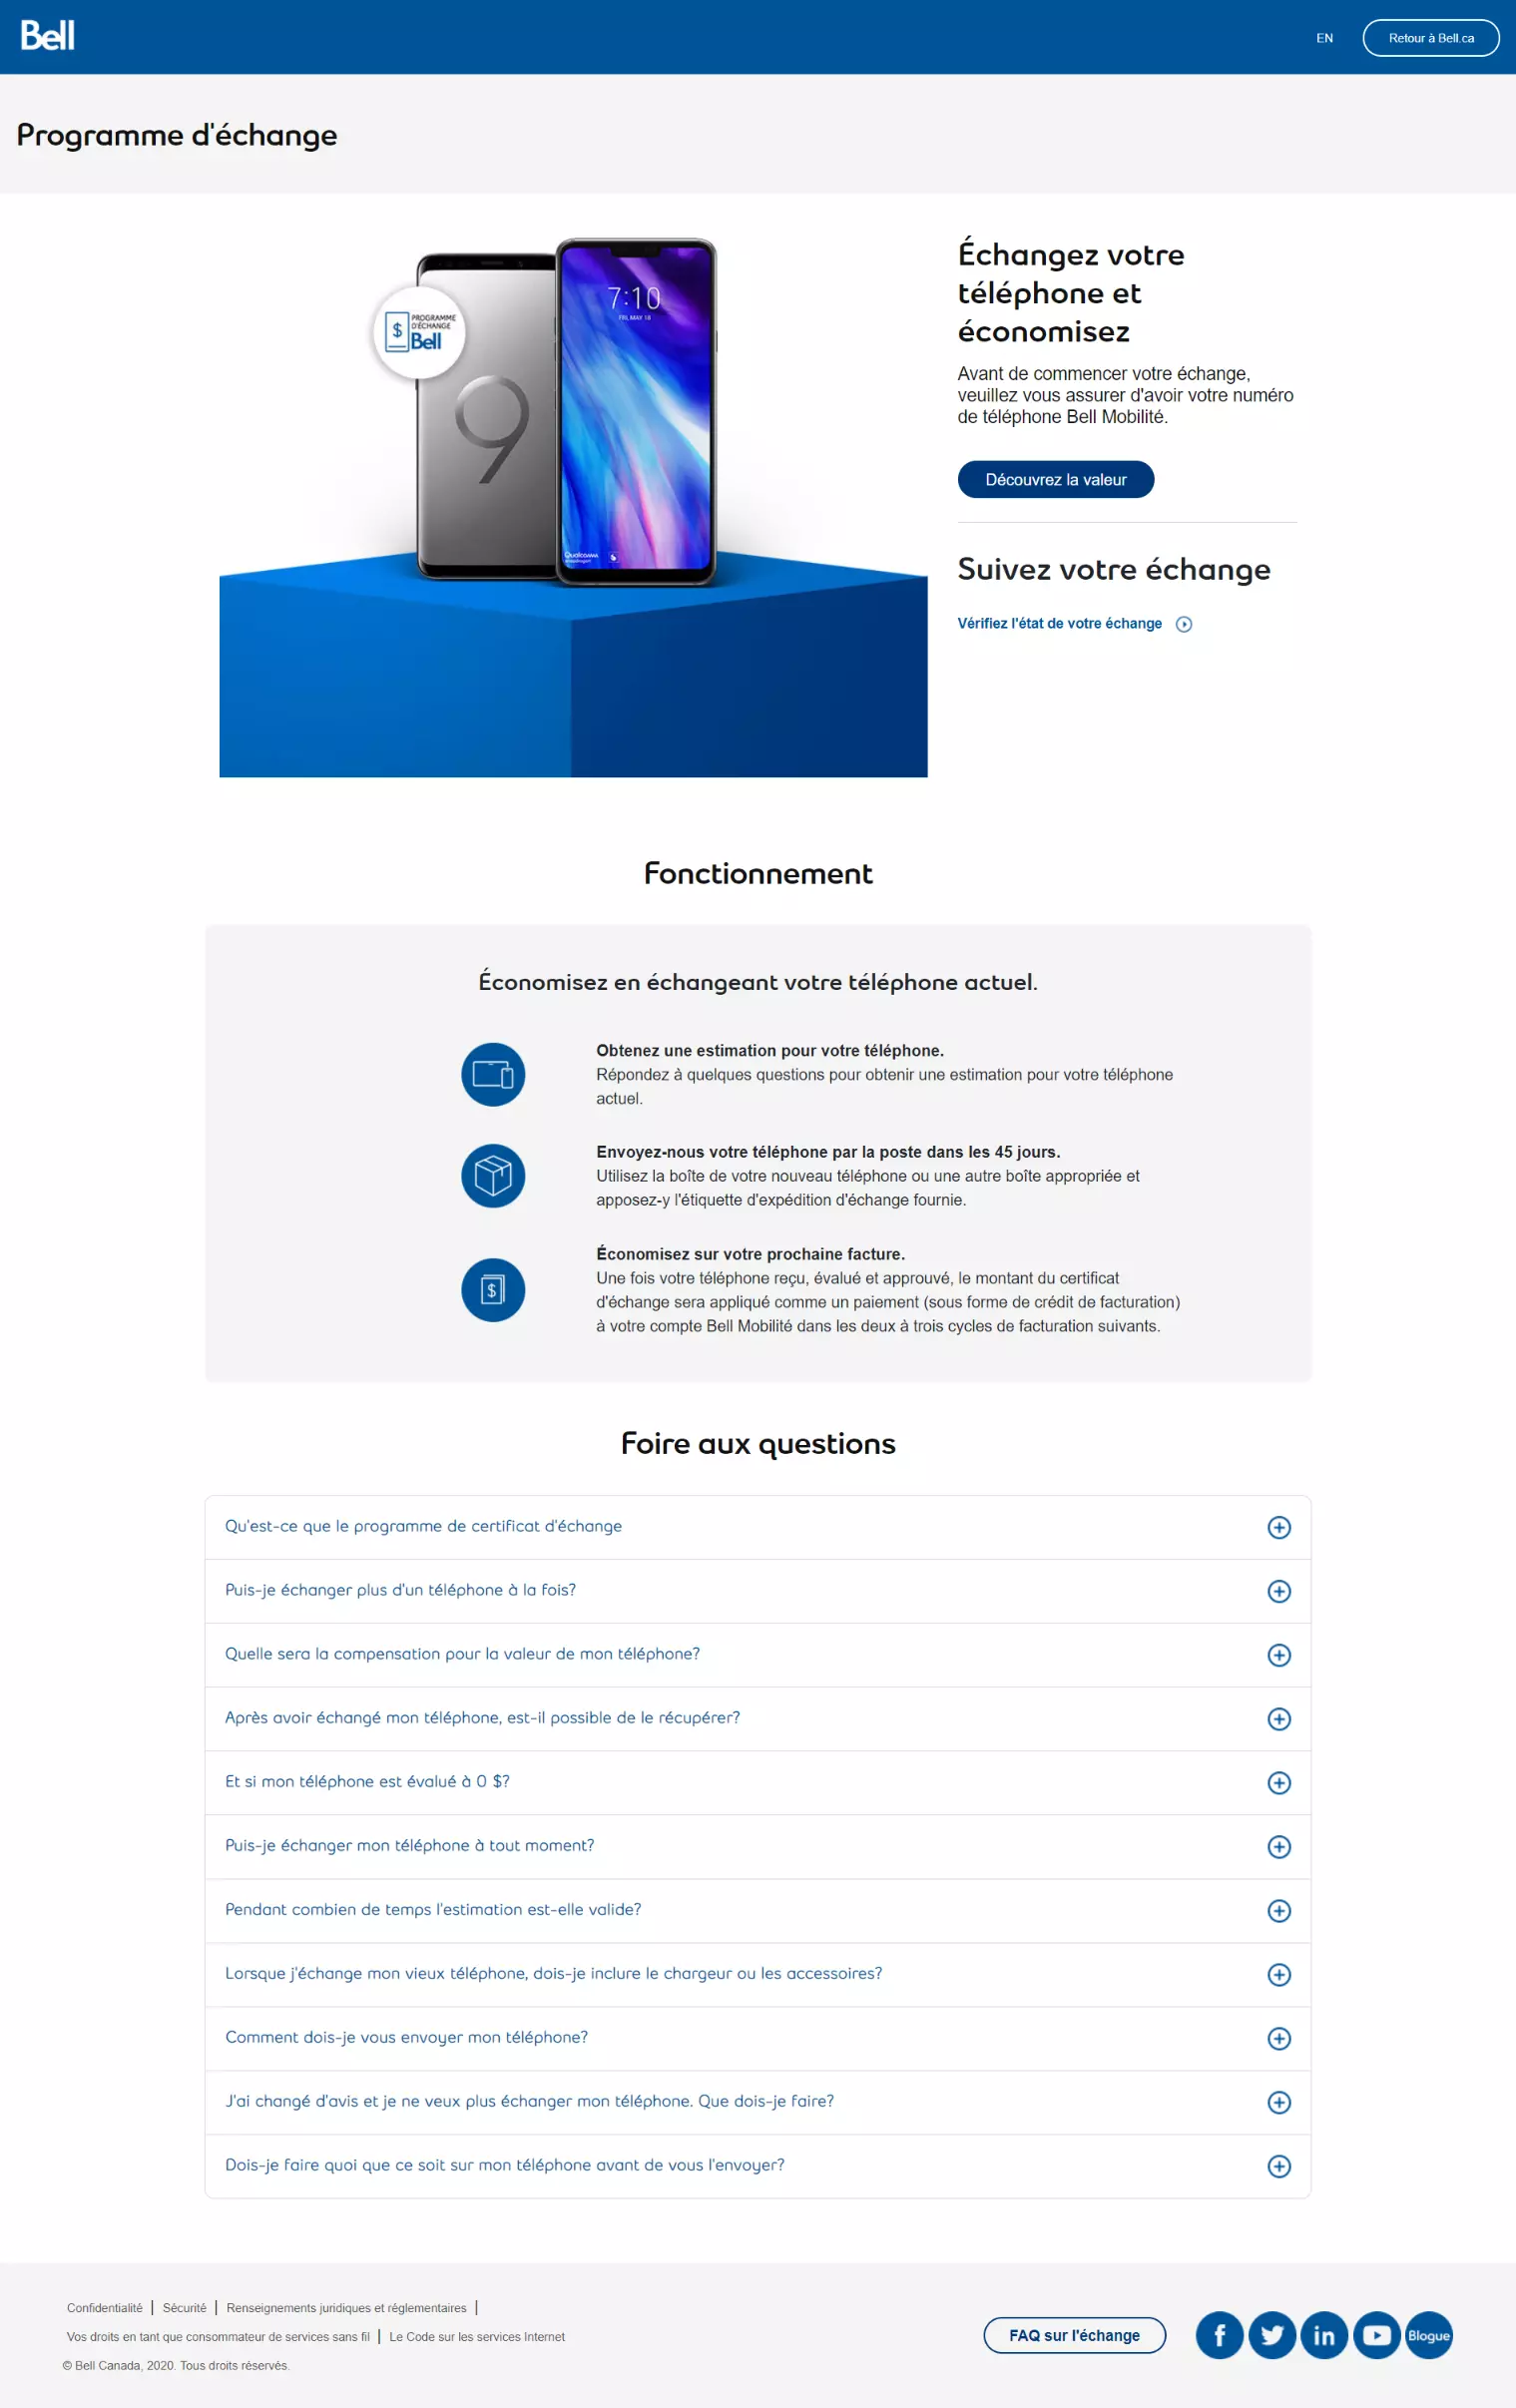 Bell
EN
Retour à Bell.ca
Programme d'échange
PROGRAMME
D'ÉCHANGE
Bell
$
9
7:10
FRI, MAY 18
Qualcomm
snapdragon
Échangez votre
téléphone et
économisez
Avant de commencer votre échange,
veuillez vous assurer d'avoir votre numéro
de téléphone Bell Mobilité.
Découvrez la valeur
Suivez votre échange
Vérifiez l'état de votre échange
Fonctionnement
Économisez en échangeant votre téléphone actuel.
Obtenez une estimation pour votre téléphone.
Répondez à quelques questions pour obtenir une estimation pour votre téléphone
actuel.
Envoyez-nous votre téléphone par la poste dans les 45 jours.
Utilisez la boîte de votre nouveau téléphone ou une autre boîte appropriée et
apposez-y l'étiquette d'expédition d'échange fournie.
$
Économisez sur votre prochaine facture.
Une fois votre téléphone reçu, évalué et approuvé, le montant du certificat
d'échange sera appliqué comme un paiement (sous forme de crédit de facturation)
à votre compte Bell Mobilité dans les deux à trois cycles de facturation suivants.
Foire aux questions
Qu'est-ce que le programme de certificat d'échange
Puis-je échanger plus d'un téléphone à la fois?
Quelle sera la compensation pour la valeur de mon téléphone?
Après avoir échangé mon téléphone, est-il possible de le récupérer?
Et si mon téléphone est évalué à 0 $?
Puis-je échanger mon téléphone à tout moment?
Pendant combien de temps l'estimation est-elle valide?
Lorsque j'échange mon vieux téléphone, dois-je inclure le chargeur ou les accessoires?
Comment dois-je vous envoyer mon téléphone?
J'ai changé d'avis et je ne veux plus échanger mon téléphone. Que dois-je faire?
Dois-je faire quoi que ce soit sur mon téléphone avant de vous l'envoyer?
Confidentialité | Sécurité | Renseignements juridiques et réglementaires |
Vos droits en tant que consommateur de services sans fil | Le Code sur les services Internet
© Bell Canada, 2020. Tous droits réservés.
FAQ sur l'échange
f
in
Blogue